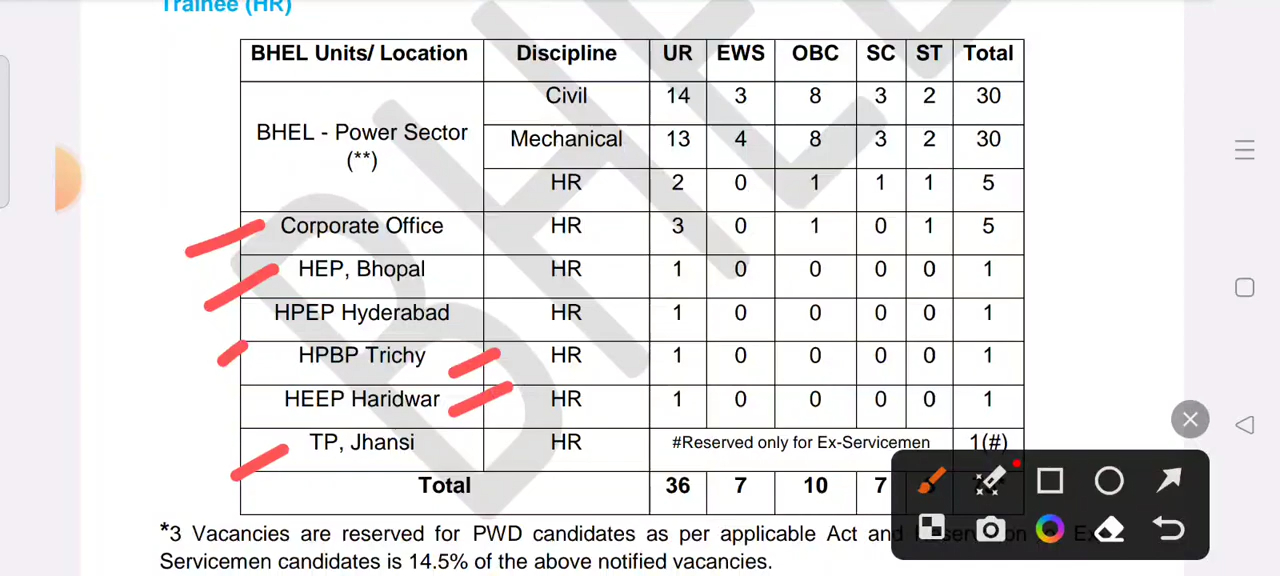 Trainee (HR)
BHEL Units/ Location Discipline UR EWS OBC SC ST Total
BHEL - Power Sector (**) Civil 14 3 8 3 2 30
Mechanical 13 4 8 3 2 30
HR 2 0 1 1 1 5
Corporate Office HR 3 0 1 0 1 5
HEP, Bhopal HR 1 0 0 0 0 1
HPEP Hyderabad HR 1 0 0 0 0 1
HPBP Trichy HR 1 0 0 0 0 1
HEEP Haridwar HR 1 0 0 0 0 1
TP, Jhansi HR #Reserved only for Ex-Servicemen 1(#)
Total 36 7 10 7
*3 Vacancies are reserved for PWD candidates as per applicable Act and
Servicemen candidates is 14.5% of the above notified vacancies.
BHEL